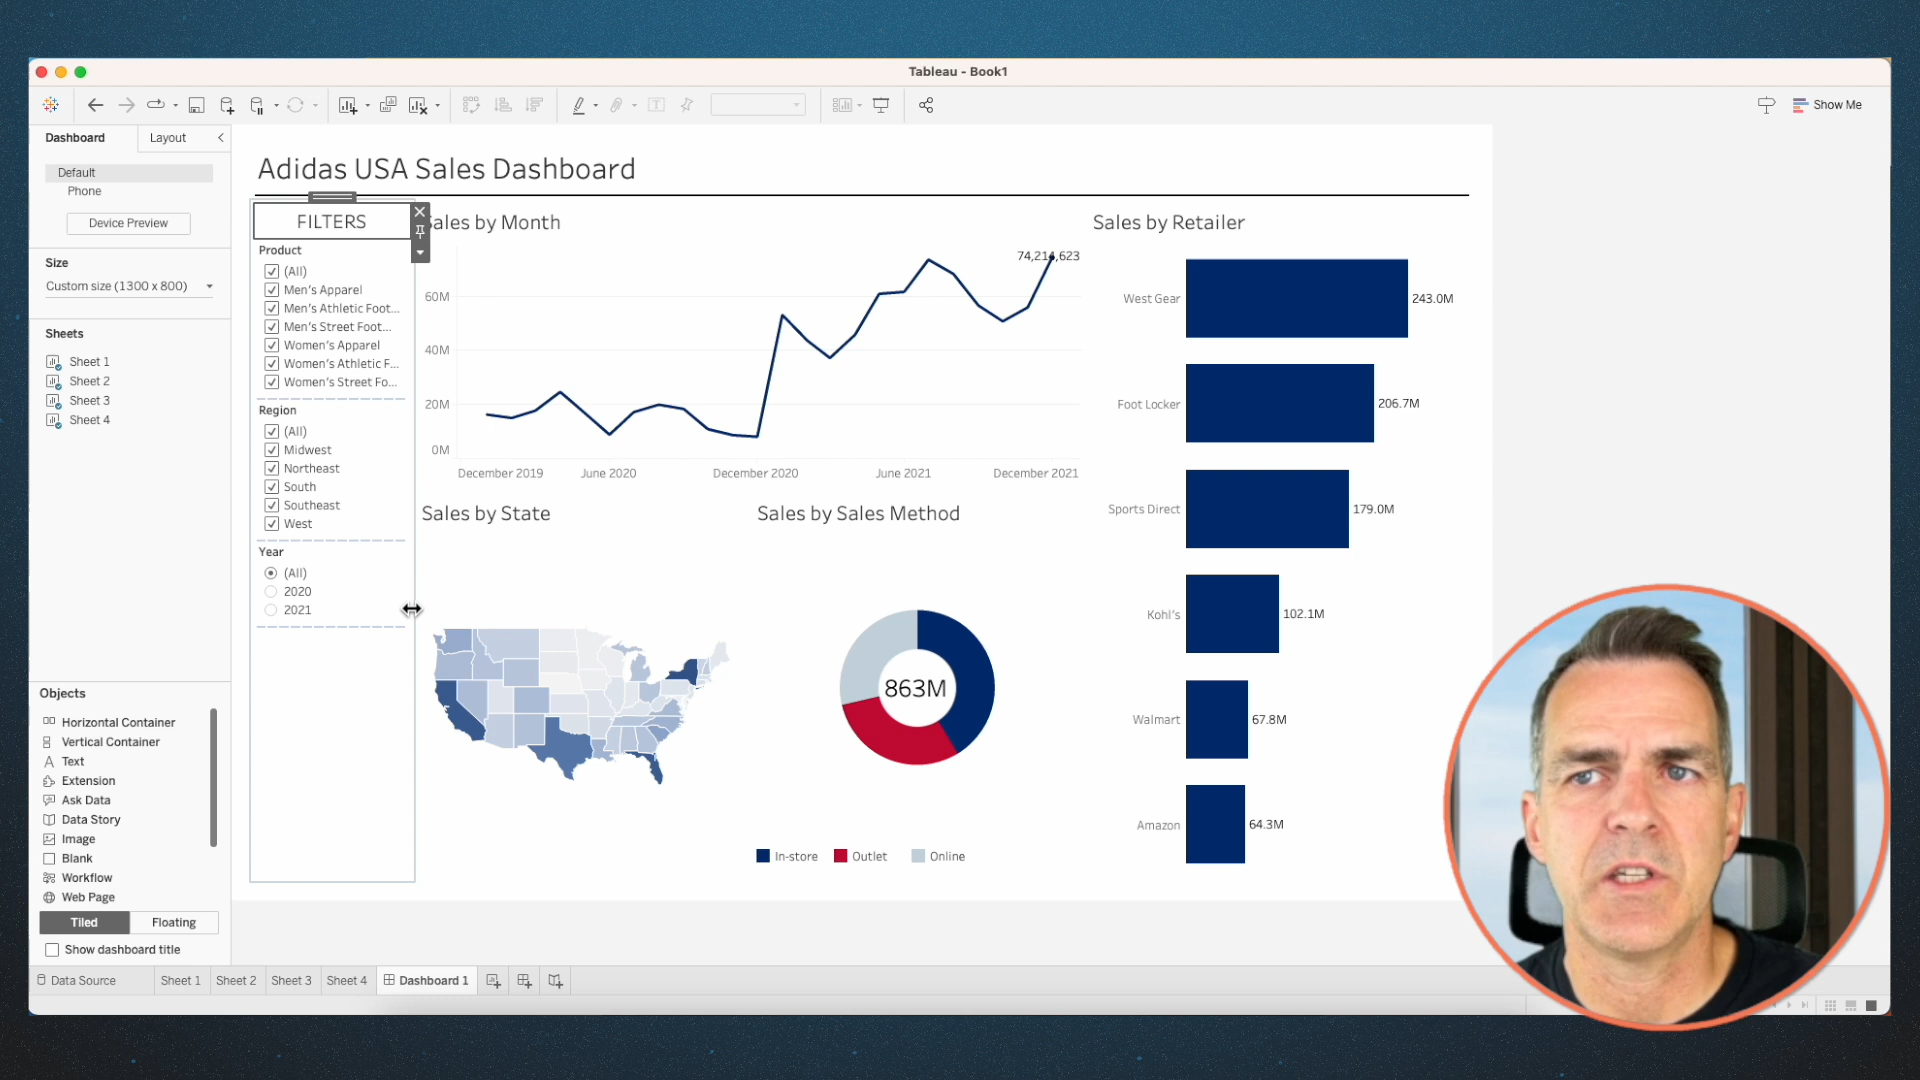 Tableau - Book1
Show Me
Dashboard
Layout
Default
Phone
Device Preview
Size
Custom size (1300 x 800)
Sheets
Sheet 1
Sheet 2
Sheet 3
Sheet 4
Objects
Horizontal Container
Vertical Container
Text
Extension
Ask Data
Data Story
Image
Blank
Workflow
Web Page
Tiled
Floating
Show dashboard title
Adidas USA Sales Dashboard
FILTERS
Product
(All)
Men's Apparel
Men's Athletic Foot...
Men's Street Foot...
Women's Apparel
Women's Athletic F...
Women's Street Fo...
Region
(All)
Midwest
Northeast
South
Southeast
West
Year
(All)
2020
2021
ales by Month
74,214,623
60M
40M
20M
0M
December 2019
June 2020
December 2020
June 2021
December 2021
Sales by State
Sales by Sales Method
863M
In-store
Outlet
Online
Sales by Retailer
West Gear
243.0M
Foot Locker
206.7M
Sports Direct
179.0M
Kohl's
102.1M
Walmart
67.8M
Amazon
64.3M
Data Source
Sheet 1
Sheet 2
Sheet 3
Sheet 4
Dashboard 1